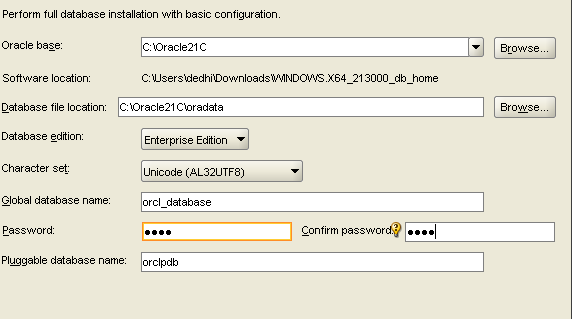 Perform full database installation with basic configuration.
Oracle base: C:\Oracle21C Browse...
Software location: C:\Users\dedhi\Downloads\WINDOWS.X64_213000_db_home
Database file location: C:\Oracle21C\oradata Browse...
Database edition: Enterprise Edition
Character set: Unicode (AL32UTF8)
Global database name: orcl_database
Password: ●●●● Confirm password: ●●●●
Pluggable database name: orclpdb